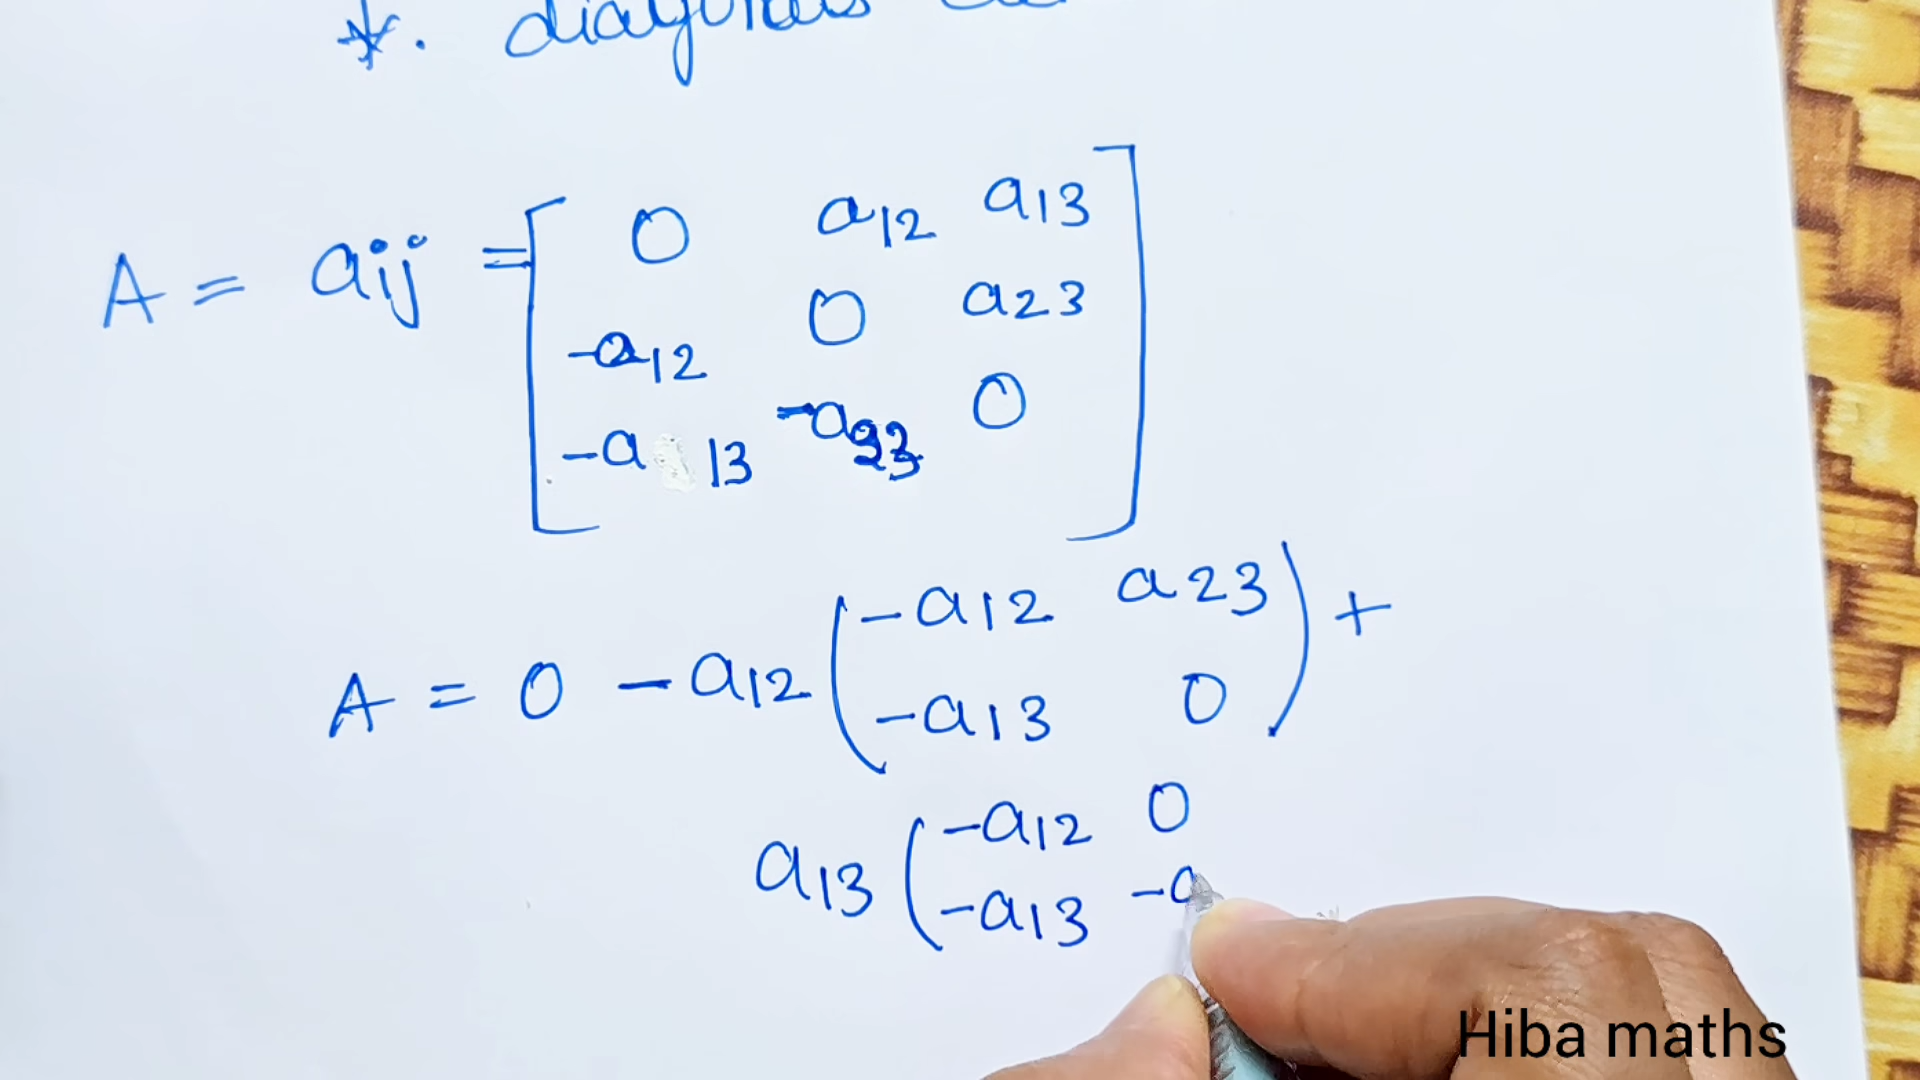 *. diagonals
0 a12 a13
A = aij =
-a12 0 a23
-a 13 -a23 0
-a12 a23
A = 0 - a12 ( ) +
-a13 0
-a12 0
a13 (
-a13 -a
Hiba maths